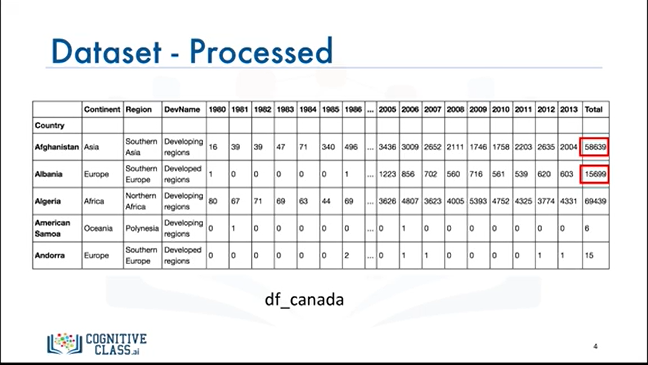 Dataset - Processed
Continent Region DevName 1980 1981 1982 1983 1984 1985 1986 ... 2005 2006 2007 2008 2009 2010 2011 2012 2013 Total
Country
Afghanistan Asia Southern Asia Developing regions 16 39 39 47 71 340 496 ... 3436 3009 2652 2111 1746 1758 2203 2635 2004 58639
Albania Europe Southern Europe Developed regions 1 0 0 0 0 0 1 ... 1223 856 702 560 716 561 539 620 603 15699
Algeria Africa Northern Africa Developing regions 80 67 71 69 63 44 69 ... 3626 4807 3623 4005 5393 4752 4325 3774 4331 69439
American Samoa Oceania Polynesia Developing regions 0 1 0 0 0 0 0 ... 0 1 0 0 0 0 0 0 0 6
Andorra Europe Southern Europe Developed regions 0 0 0 0 0 0 2 ... 0 1 1 0 0 0 0 1 1 15
df_canada
COGNITIVE
CLASS.ai
4